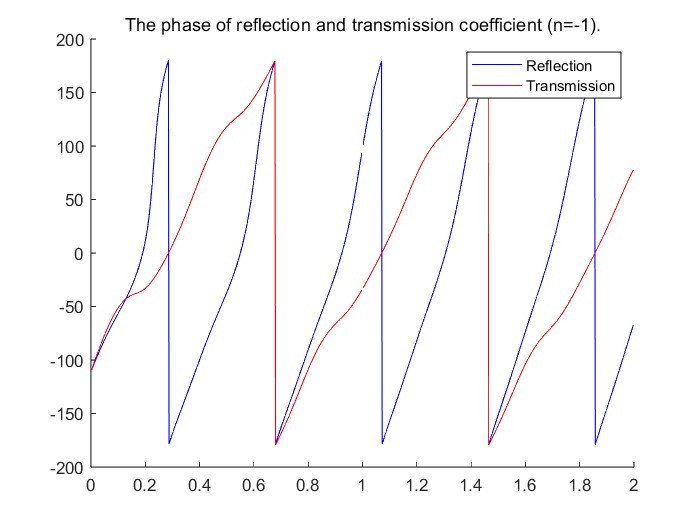 The phase of reflection and transmission coefficient (n=-1).
Reflection
Transmission
200
150
100
50
0
-50
-100
-150
-200
0 0.2 0.4 0.6 0.8 1 1.2 1.4 1.6 1.8 2